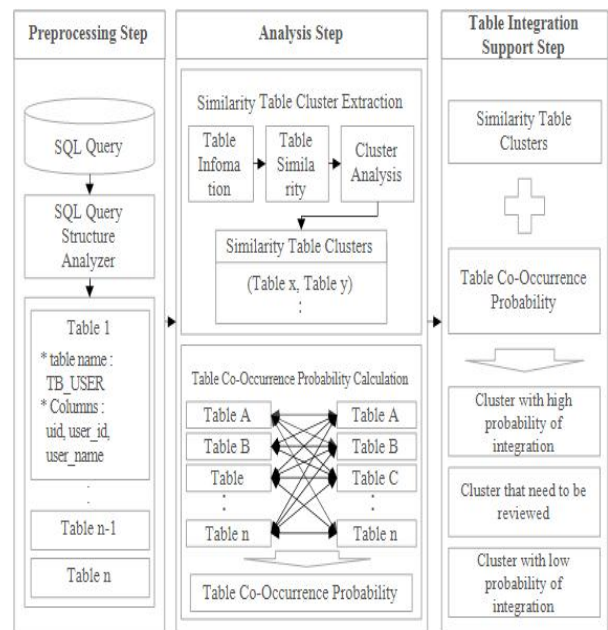 Preprocessing Step
SQL Query
SQL Query
Structure
Analyzer
Table 1
* table name :
TB_USER
* Columns :
uid, user_id,
user_name
:
Table n-1
Table n
Analysis Step
Similarity Table Cluster Extraction
Table
Infoma
tion
Table
Simila
rity
Cluster
Analysis
Similarity Table Clusters
(Table x, Table y)
:
Table Co-Occurrence Probability Calculation
Table A
Table A
Table B
Table B
Table
Table C
:
:
Table n
Table n
Table Co-Occurrence Probability
Table Integration
Support Step
Similarity Table
Clusters
Table Co-Occurrence
Probability
Cluster with high
probability of
integration
Cluster that need to be
reviewed
Cluster with low
probability of
integration